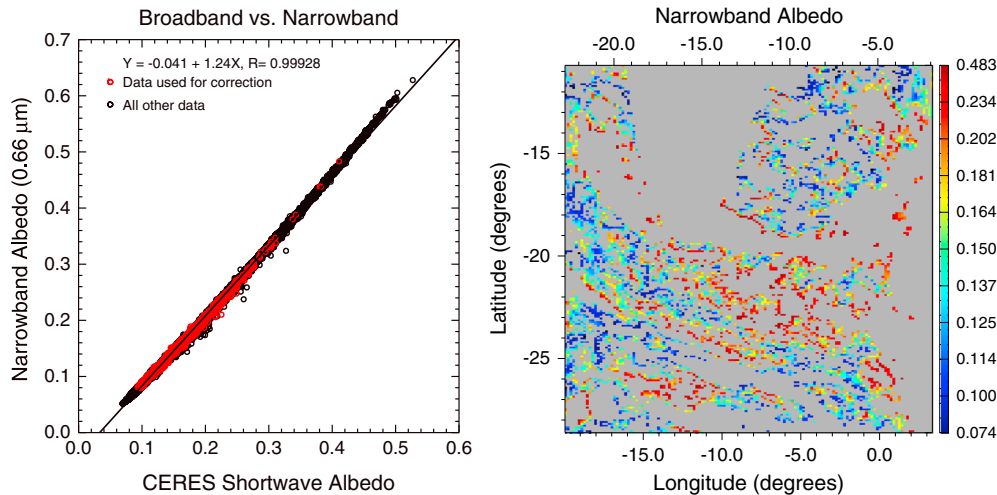 Broadband vs. Narrowband
Y = -0.041 + 1.24X, R= 0.99928
Data used for correction
All other data
0.7
0.6
0.5
0.4
0.3
0.2
0.1
0.0
Narrowband Albedo (0.66 µm)
0.0 0.1 0.2 0.3 0.4 0.5 0.6
CERES Shortwave Albedo
Narrowband Albedo
-20.0 -14.0 -8.0 -4.0
-15
-20
-25
Latitude (degrees)
-15.0 -10.0 -5.0 0.0
Longitude (degrees)
0.483
0.234
0.202
0.181
0.164
0.150
0.137
0.125
0.114
0.100
0.074